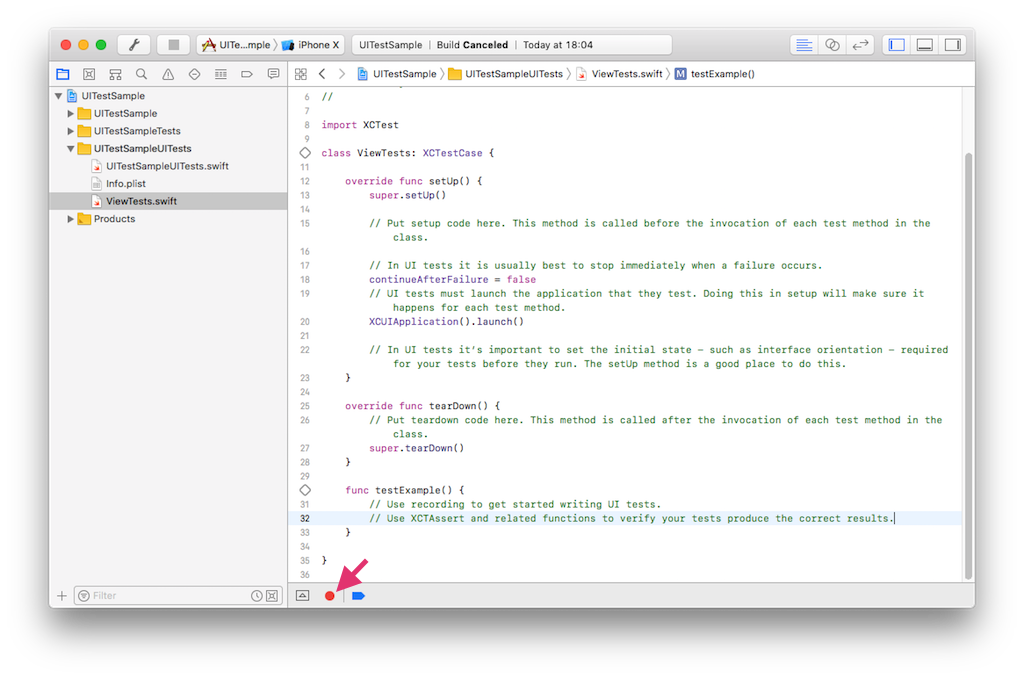 UITe...mple
iPhone X
UITestSample | Build Canceled | Today at 18:04
UITestSample
UITestSampleUITests
ViewTests.swift
M
testExample()
UITestSample
UITestSample
UITestSampleTests
UITestSampleUITests
UITestSampleUITests.swift
Info.plist
ViewTests.swift
Products
6 //
7
8 import XCTest
9
class ViewTests: XCTestCase {
11
12 override func setUp() {
13 super.setUp()
14
15 // Put setup code here. This method is called before the invocation of each test method in the
class.
16
17 // In UI tests it is usually best to stop immediately when a failure occurs.
18 continueAfterFailure = false
19 // UI tests must launch the application that they test. Doing this in setup will make sure it
happens for each test method.
20 XCUIApplication().launch()
21
22 // In UI tests it's important to set the initial state - such as interface orientation - required
for your tests before they run. The setUp method is a good place to do this.
23 }
24
25 override func tearDown() {
26 // Put teardown code here. This method is called after the invocation of each test method in the
class.
27 super.tearDown()
28 }
29
func testExample() {
31 // Use recording to get started writing UI tests.
32 // Use XCTAssert and related functions to verify your tests produce the correct results.
33 }
34
35 }
36
Filter